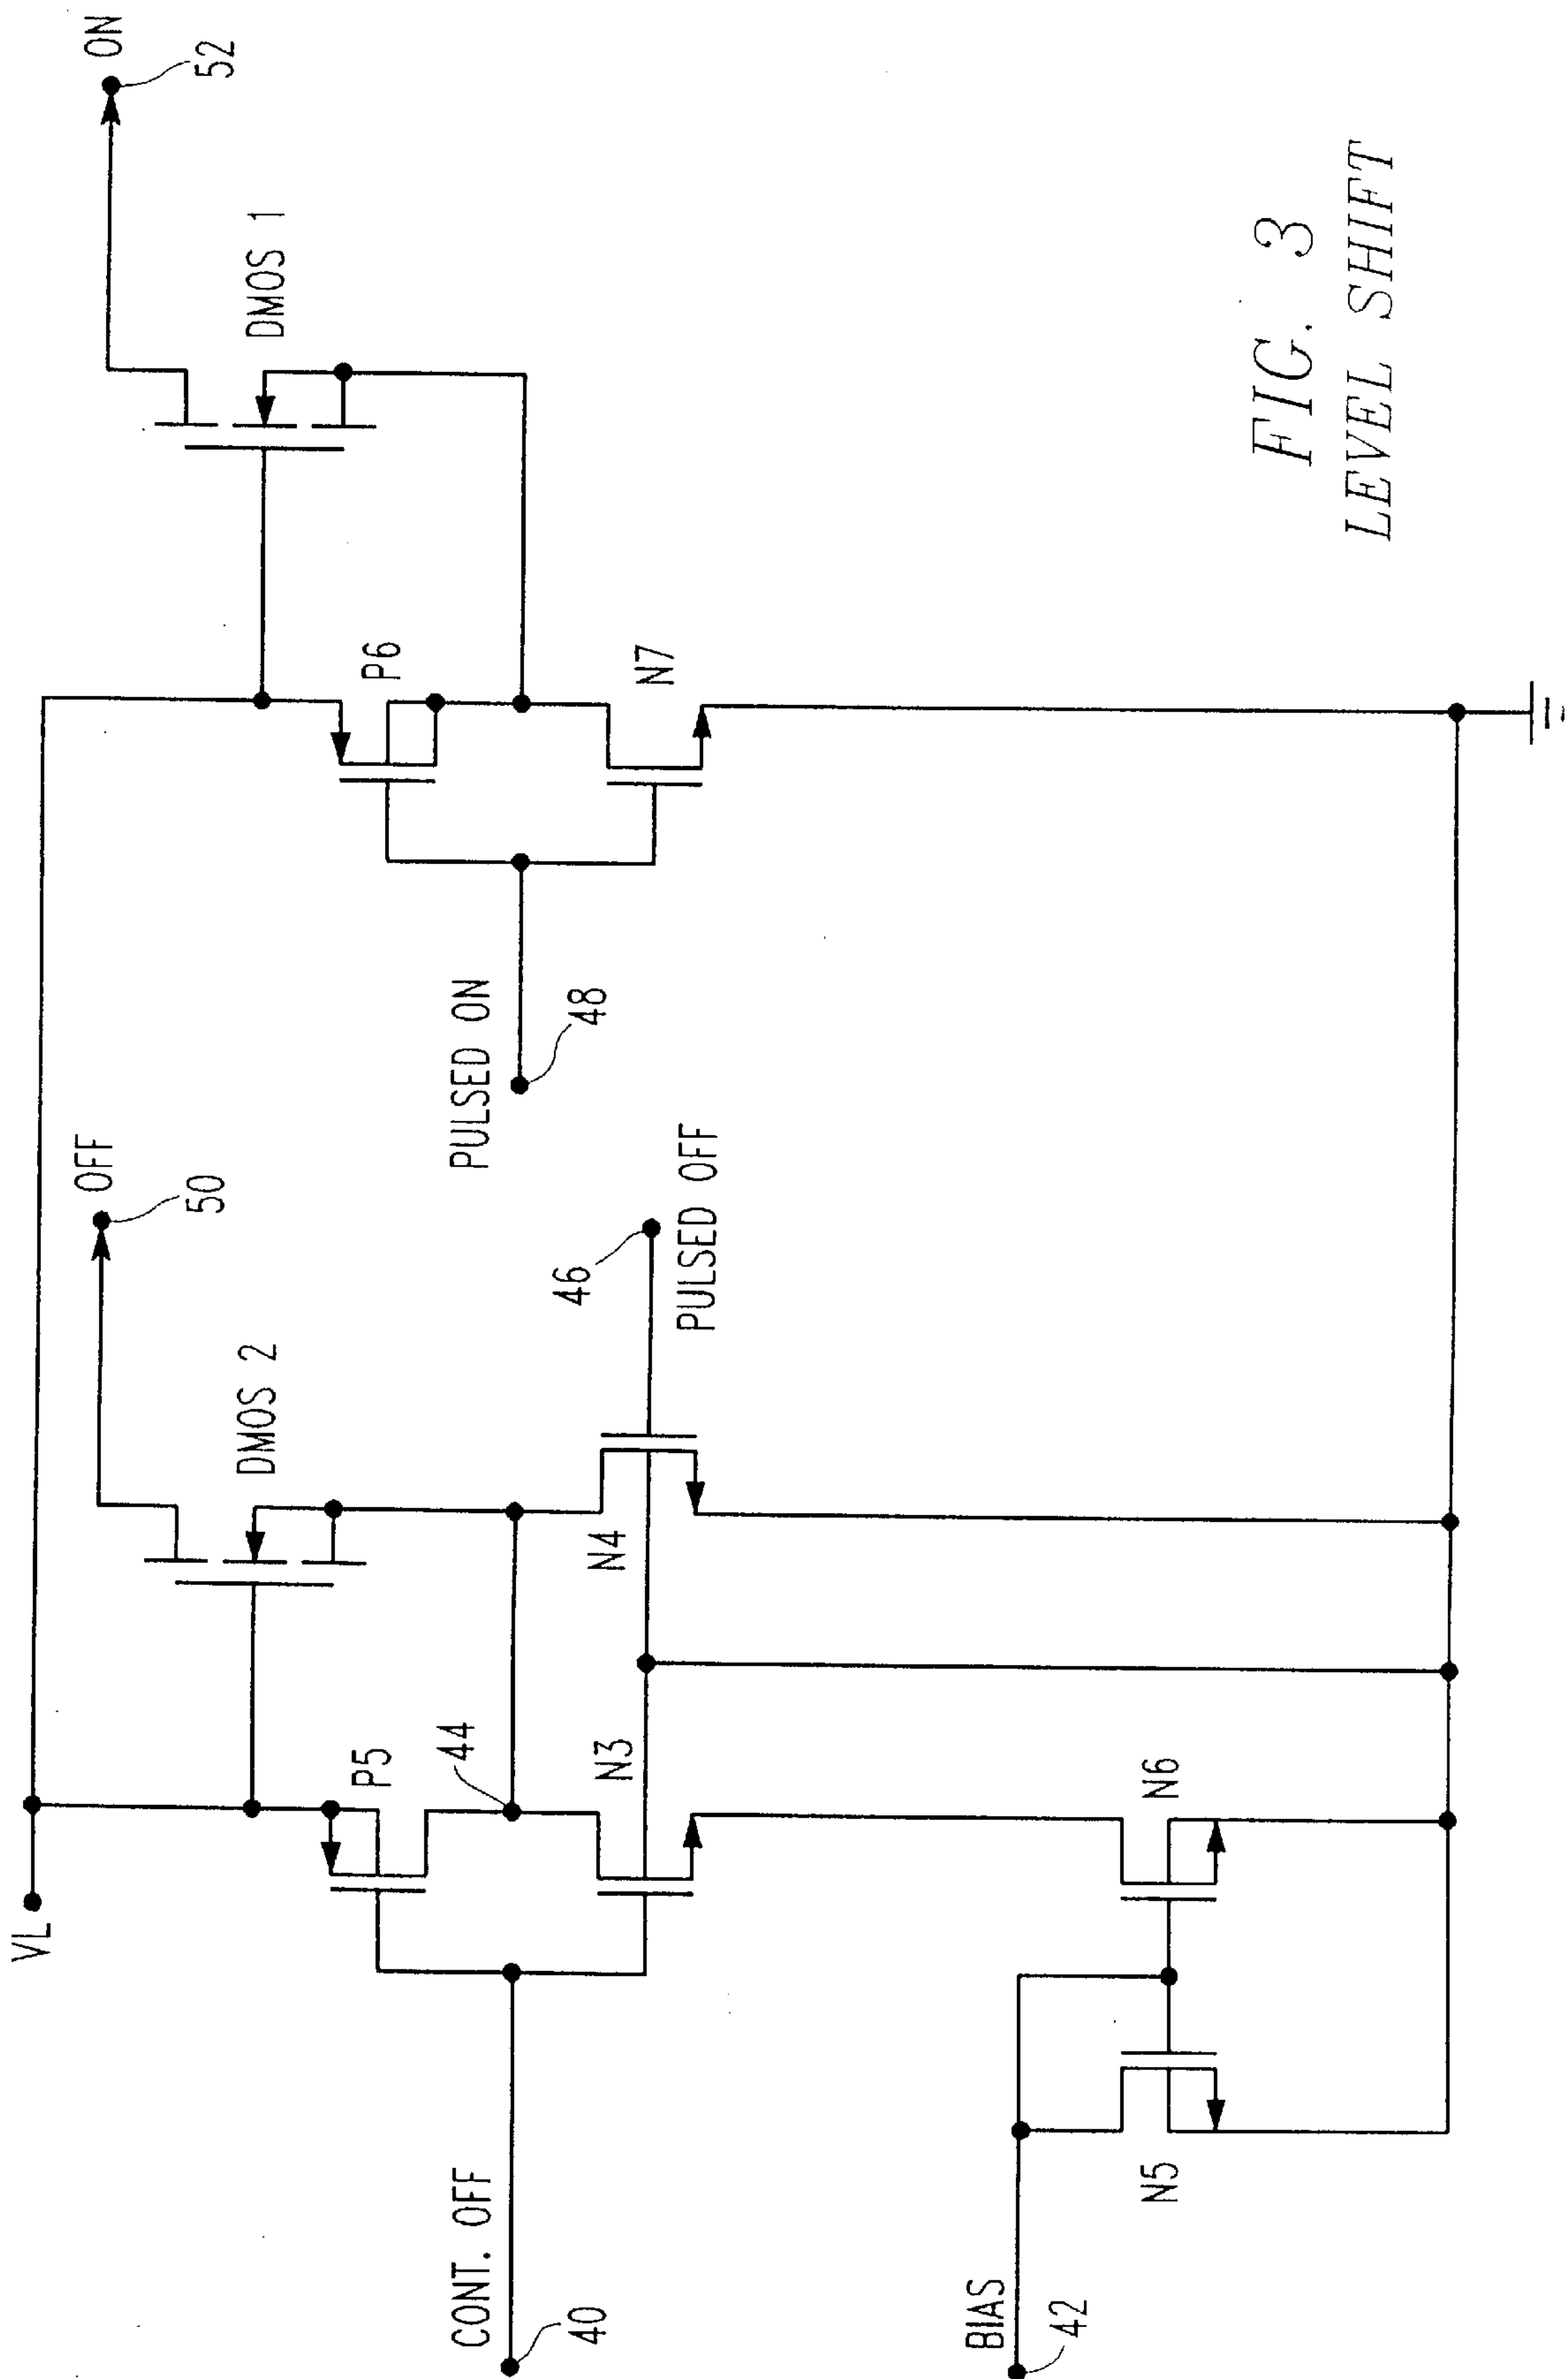 VL
OFF
50
ON
52
DMOS 2
DMOS 1
P5
P6
44
CONT. OFF
40
PULSED ON
48
N3
N4
46
PULSED OFF
N7
BIAS
42
N5
N6
FIG. 3
LEVEL SHIFT